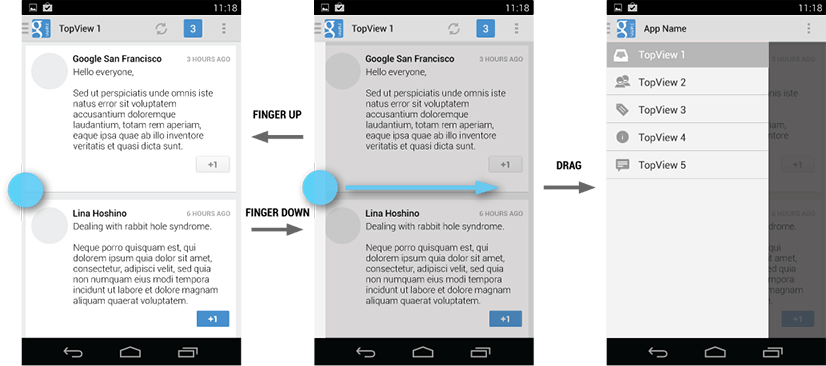 11:18
TopView 1
3
Google San Francisco
3 HOURS AGO
Hello everyone,
Sed ut perspiciatis unde omnis iste
natus error sit voluptatem
accusantium doloremque
laudantium, totam rem aperiam,
eaque ipsa quae ab illo inventore
veritatis et quasi dicta sunt.
+1
Lina Hoshino
6 HOURS AGO
Dealing with rabbit hole syndrome.
Neque porro quisquam est, qui
dolorem ipsum quia dolor sit amet,
consectetur, adipisci velit, sed quia
non numquam eius modi tempora
incidunt ut labore et dolore magnam
aliquam quaerat voluptatem.
+1
FINGER UP
FINGER DOWN
11:18
TopView 1
3
Google San Francisco
3 HOURS AGO
Hello everyone,
Sed ut perspiciatis unde omnis iste
natus error sit voluptatem
accusantium doloremque
laudantium, totam rem aperiam,
eaque ipsa quae ab illo inventore
veritatis et quasi dicta sunt.
+1
Lina Hoshino
6 HOURS AGO
Dealing with rabbit hole syndrome.
Neque porro quisquam est, qui
dolorem ipsum quia dolor sit amet,
consectetur, adipisci velit, sed quia
non numquam eius modi tempora
incidunt ut labore et dolore magnam
aliquam quaerat voluptatem.
+1
DRAG
11:18
App Name
TopView 1
TopView 2
TopView 3
TopView 4
TopView 5
3 HOURS AGO
+1
6 HOURS AGO
+1